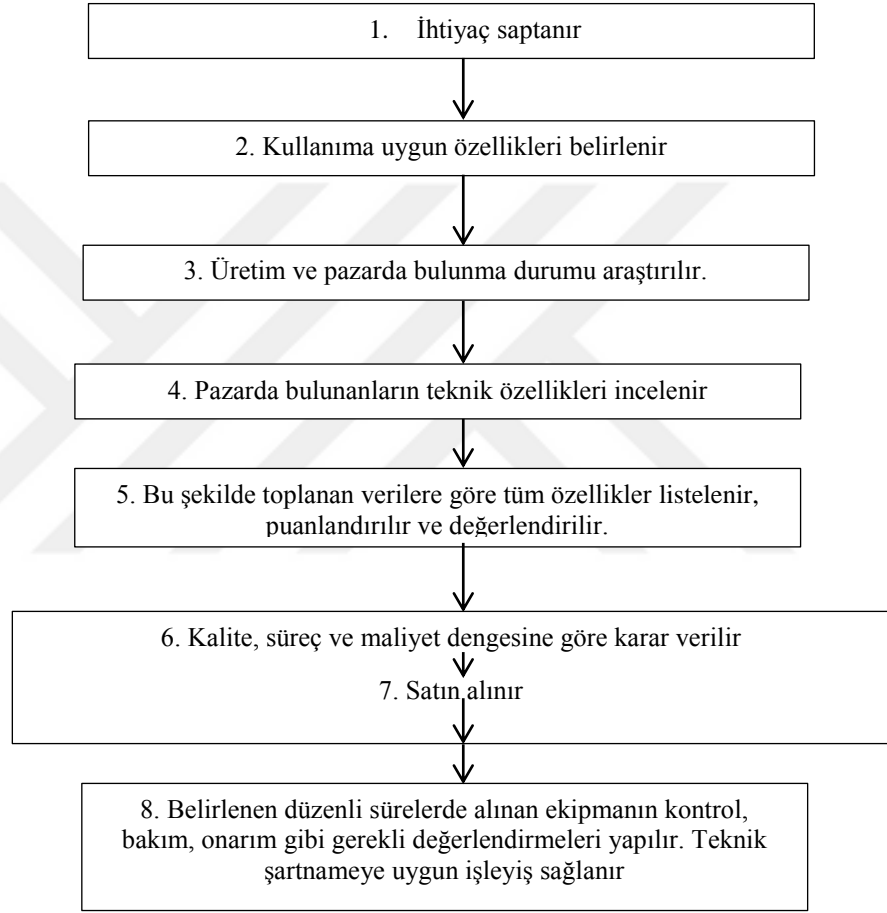 1. İhtiyaç saptanır
2. Kullanıma uygun özellikleri belirlenir
3. Üretim ve pazarda bulunma durumu araştırılır.
4. Pazarda bulunanların teknik özellikleri incelenir
5. Bu şekilde toplanan verilere göre tüm özellikler listelenir,
puanlandırılır ve değerlendirilir.
6. Kalite, süreç ve maliyet dengesine göre karar verilir
7. Satın alınır
8. Belirlenen düzenli sürelerde alınan ekipmanın kontrol,
bakım, onarım gibi gerekli değerlendirmeleri yapılır. Teknik
şartnameye uygun işleyiş sağlanır